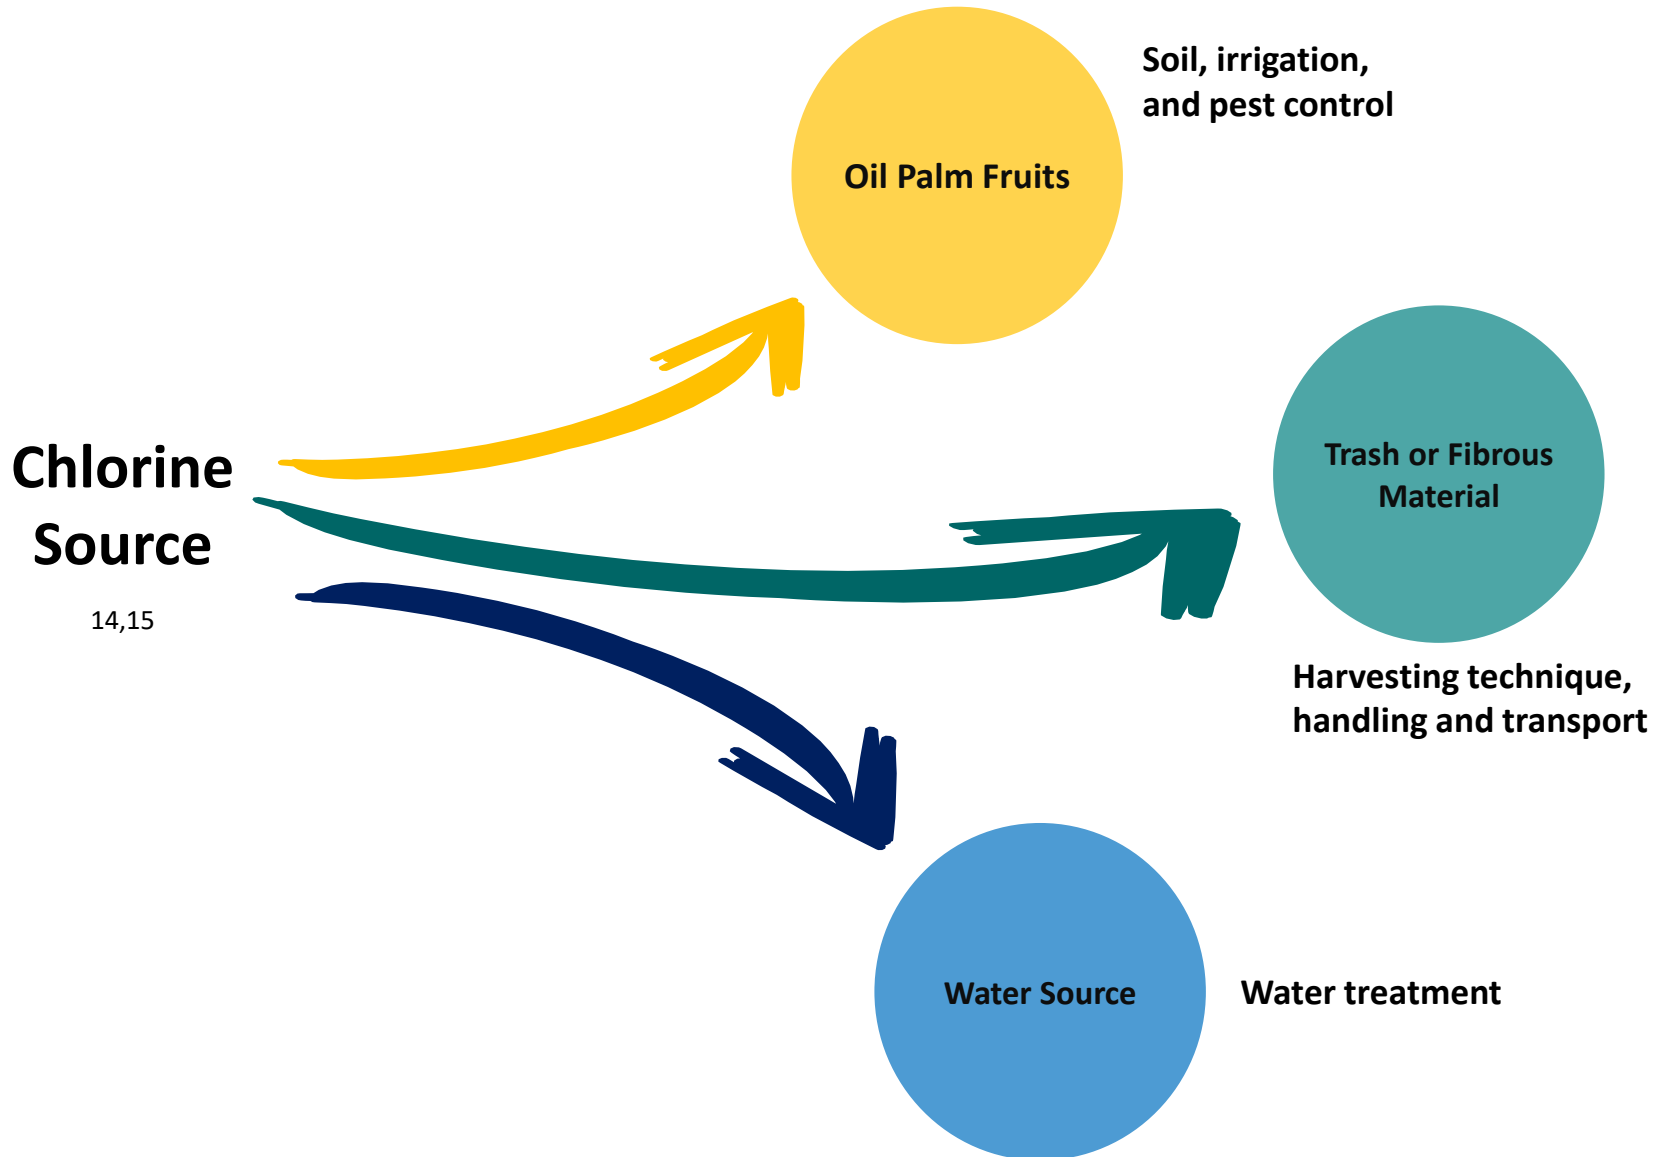 Soil, irrigation,
and pest control
Oil Palm Fruits
Chlorine
Source
14,15
Trash or Fibrous
Material
Harvesting technique,
handling and transport
Water Source
Water treatment